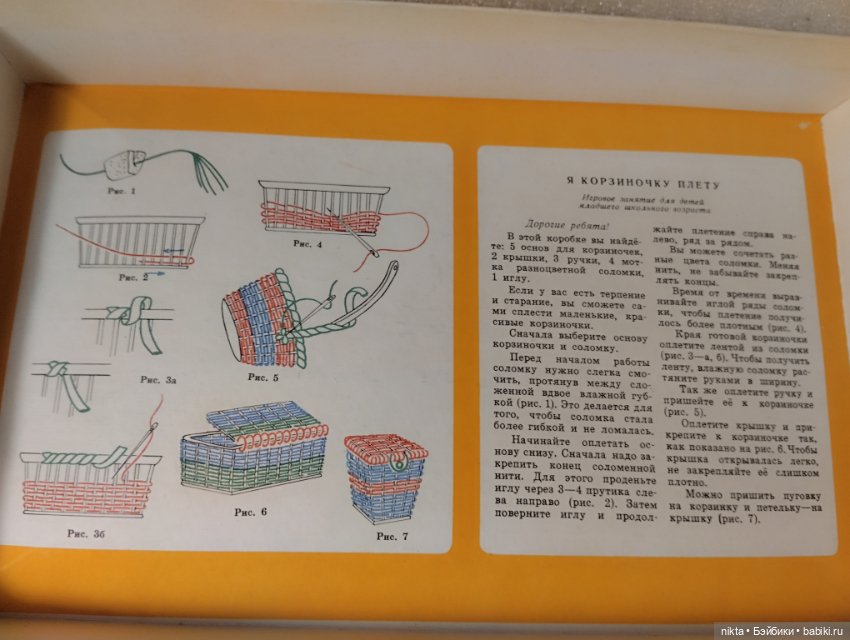 Рис. 1
Рис. 2
Рис. 4
Рис. 3а
Рис. 5
Рис. 3б
Рис. 6
Рис. 7
Я КОРЗИНОЧКУ ПЛЕТУ
Игровое занятие для детей
младшего школьного возраста
Дорогие ребята!
В этой коробке вы найдё-
те: 5 основ для корзиночек,
2 крышки, 3 ручки, 4 мот-
ка разноцветной соломки,
1 иглу.
Если у вас есть терпение
и старание, вы сможете са-
ми сплести маленькие, кра-
сивые корзиночки.
Сначала выберите основу
корзиночки и соломку.
Перед началом работы
соломку нужно слегка смо-
чить, протянув между сло-
женной вдвое влажной губ-
кой (рис. 1). Это делается для
того, чтобы соломка стала
более гибкой и не ломалась.
Начинайте оплетать ос-
нову снизу. Сначала надо за-
крепить конец соломенной
нити. Для этого проденьте
иглу через 3—4 прутика сле-
ва направо (рис. 2). Затем
поверните иглу и продол-
жайте плетение справа на-
лево, ряд за рядом.
Вы можете сочетать раз-
ные цвета соломки. Меняя
нить, не забывайте закреп-
лять концы.
Время от времени вырав-
нивайте иглой ряды солом-
ки, чтобы плетение получи-
лось более плотным (рис. 4).
Края готовой корзиночки
оплетите лентой из соломки
(рис. 3—а, б). Чтобы получить
ленту, влажную соломку рас-
тяните руками в ширину.
Так же оплетите ручку и
пришейте её к корзиночке
(рис. 5).
Оплетите крышку и при-
крепите к корзиночке так,
как показано на рис. 6. Чтобы
крышка открывалась легко,
не закрепляйте её слишком
плотно.
Можно пришить пуговку
на корзинку и петельку—на
крышку (рис. 7).
nikta • Бэйбики • babiki.ru